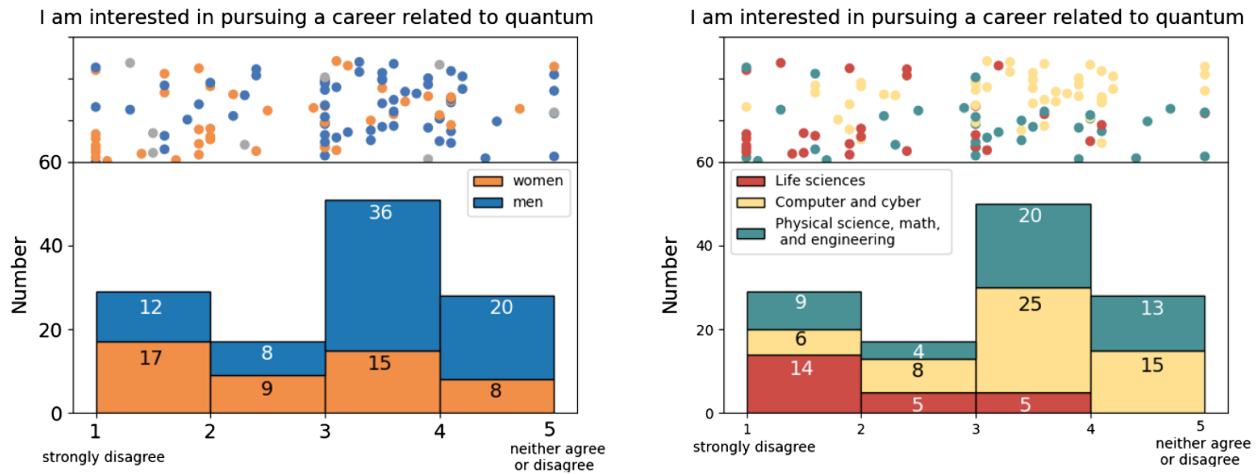 I am interested in pursuing a career related to quantum
60
40
20
0
Number
women
men
12
17
8
9
36
15
20
8
1
2
3
4
5
strongly disagree
neither agree
or disagree
I am interested in pursuing a career related to quantum
60
40
20
0
Number
Life sciences
Computer and cyber
Physical science, math,
and engineering
9
6
14
4
8
5
20
25
5
13
15
1
2
3
4
5
strongly disagree
neither agree
or disagree